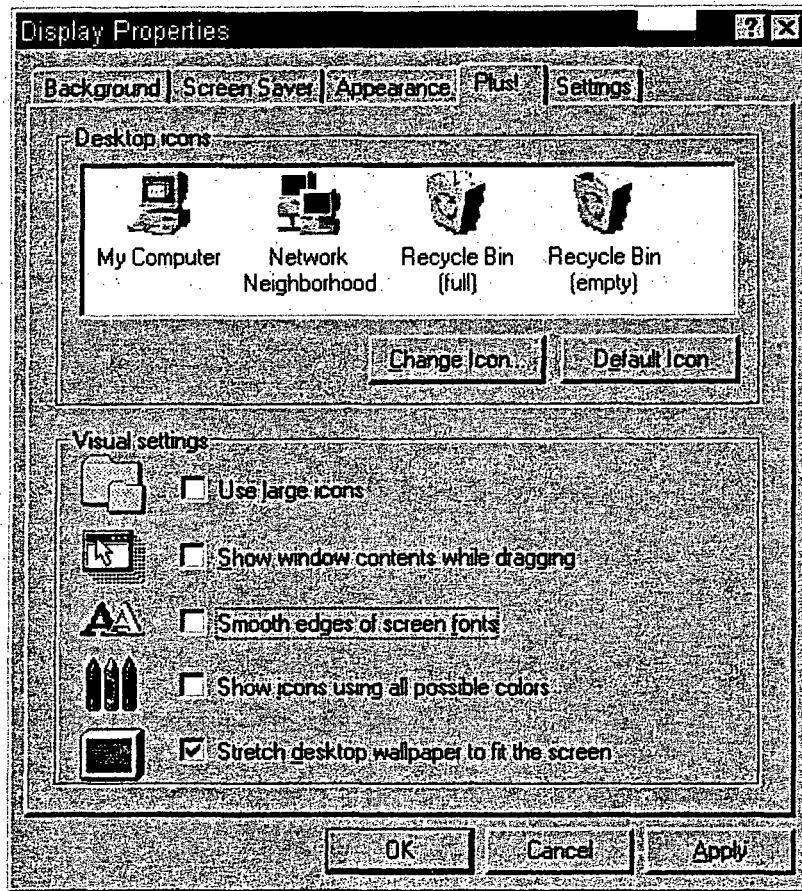 Display Properties
Background Screen Saver Appearance Plus! Settings
Desktop icons
My Computer Network Neighborhood Recycle Bin (full) Recycle Bin (empty)
Change Icon... Default Icon
Visual settings
Use large icons
Show window contents while dragging
Smooth edges of screen fonts
Show icons using all possible colors
Stretch desktop wallpaper to fit the screen
OK Cancel Apply